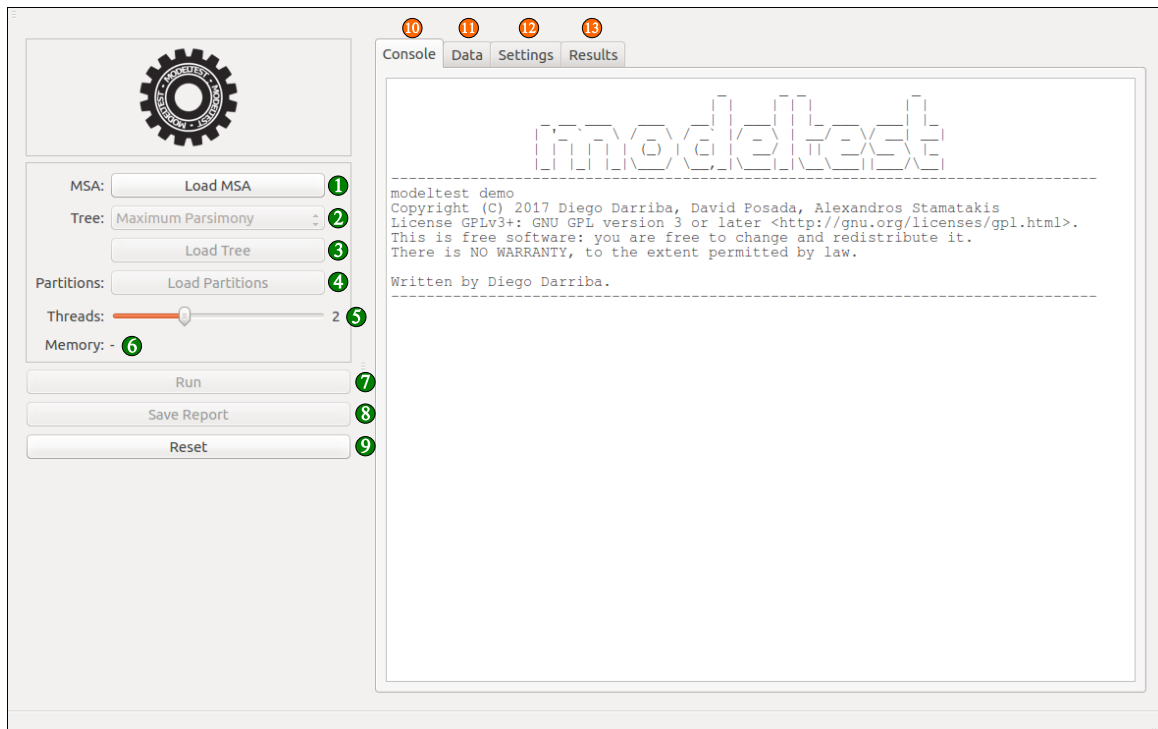 10 11 12 13
Console Data Settings Results
MODELTEST · MODELTEST · MODELTEST ·
modeltest
MSA: Load MSA 1
Tree: Maximum Parsimony 2
Load Tree 3
Partitions: Load Partitions 4
Threads: 2 5
Memory: - 6
Run 7
Save Report 8
Reset 9
--------------------------------------------------------------------------------
modeltest demo
Copyright (C) 2017 Diego Darriba, David Posada, Alexandros Stamatakis
License GPLv3+: GNU GPL version 3 or later <http://gnu.org/licenses/gpl.html>.
This is free software: you are free to change and redistribute it.
There is NO WARRANTY, to the extent permitted by law.
Written by Diego Darriba.
--------------------------------------------------------------------------------